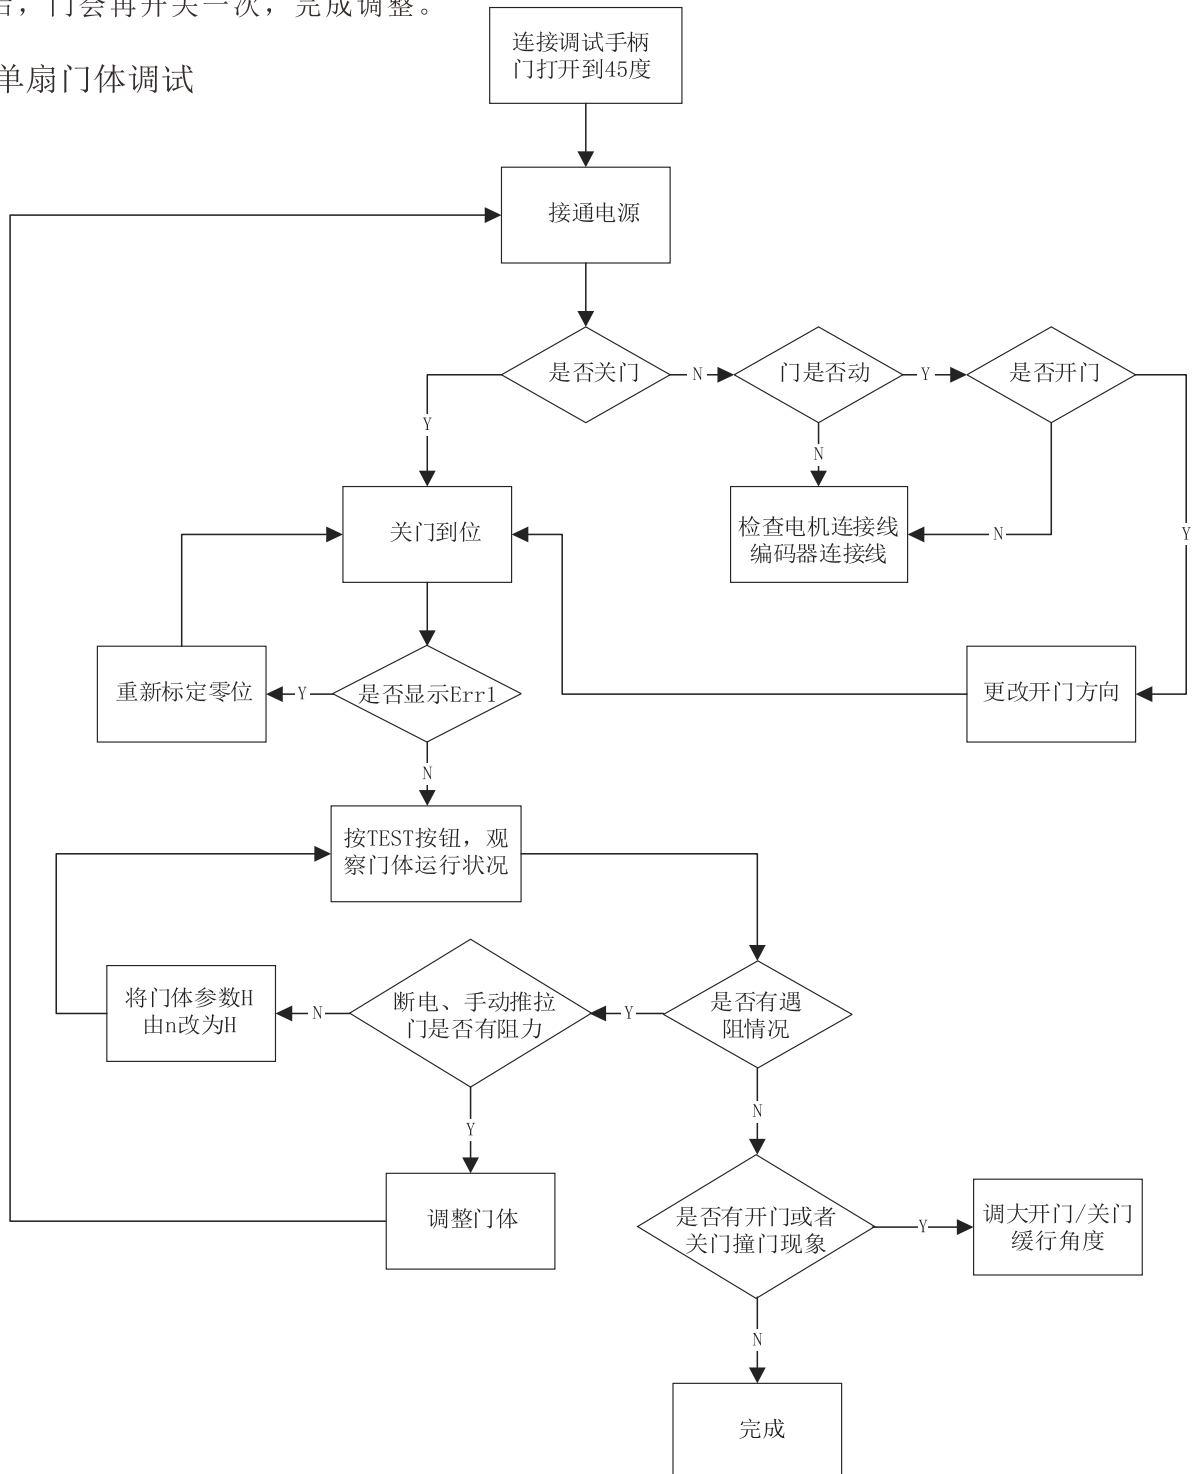 后，门会再开关一次，完成调整。
单扇门体调试
连接调试手柄
门打开到45度
接通电源
是否关门
N
门是否动
Y
是否开门
Y
N
关门到位
检查电机连接线
编码器连接线
N
Y
重新标定零位
Y
是否显示Err1
更改开门方向
N
按TEST按钮，观
察门体运行状况
将门体参数H
由n改为H
N
断电、手动推拉
门是否有阻力
Y
是否有遇
阻情况
N
Y
调整门体
是否有开门或者
关门撞门现象
Y
调大开门/关门
缓行角度
N
完成